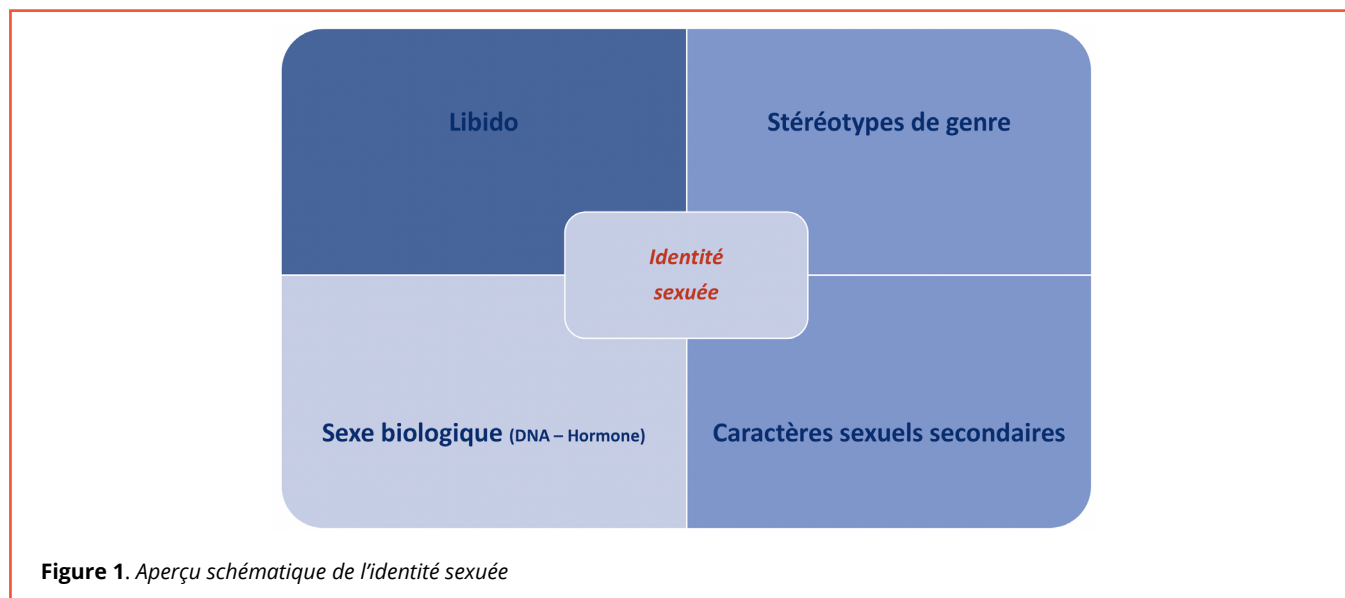 Libido
Stéréotypes de genre
Identité
sexuée
Sexe biologique (DNA – Hormone)
Caractères sexuels secondaires
Figure 1. Aperçu schématique de l'identité sexuée